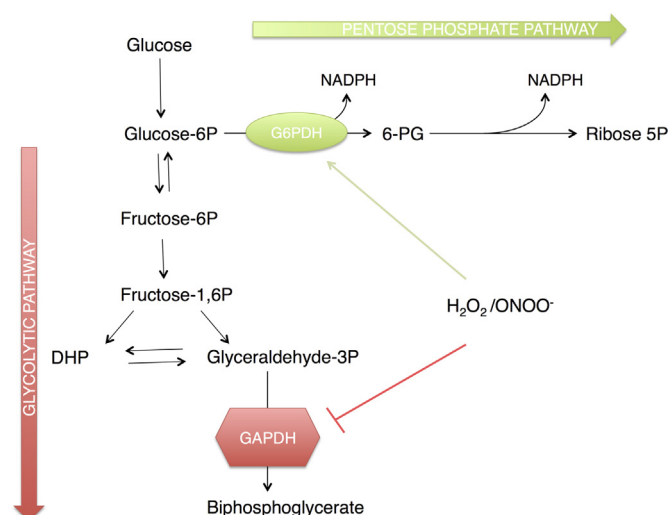 PENTOSE PHOSPHATE PATHWAY
Glucose
NADPH
NADPH
Glucose-6P
G6PDH
6-PG
Ribose 5P
GLYCOLYTIC PATHWAY
Fructose-6P
Fructose-1,6P
H₂O₂/ONOO⁻
DHP
Glyceraldehyde-3P
GAPDH
Biphosphoglycerate